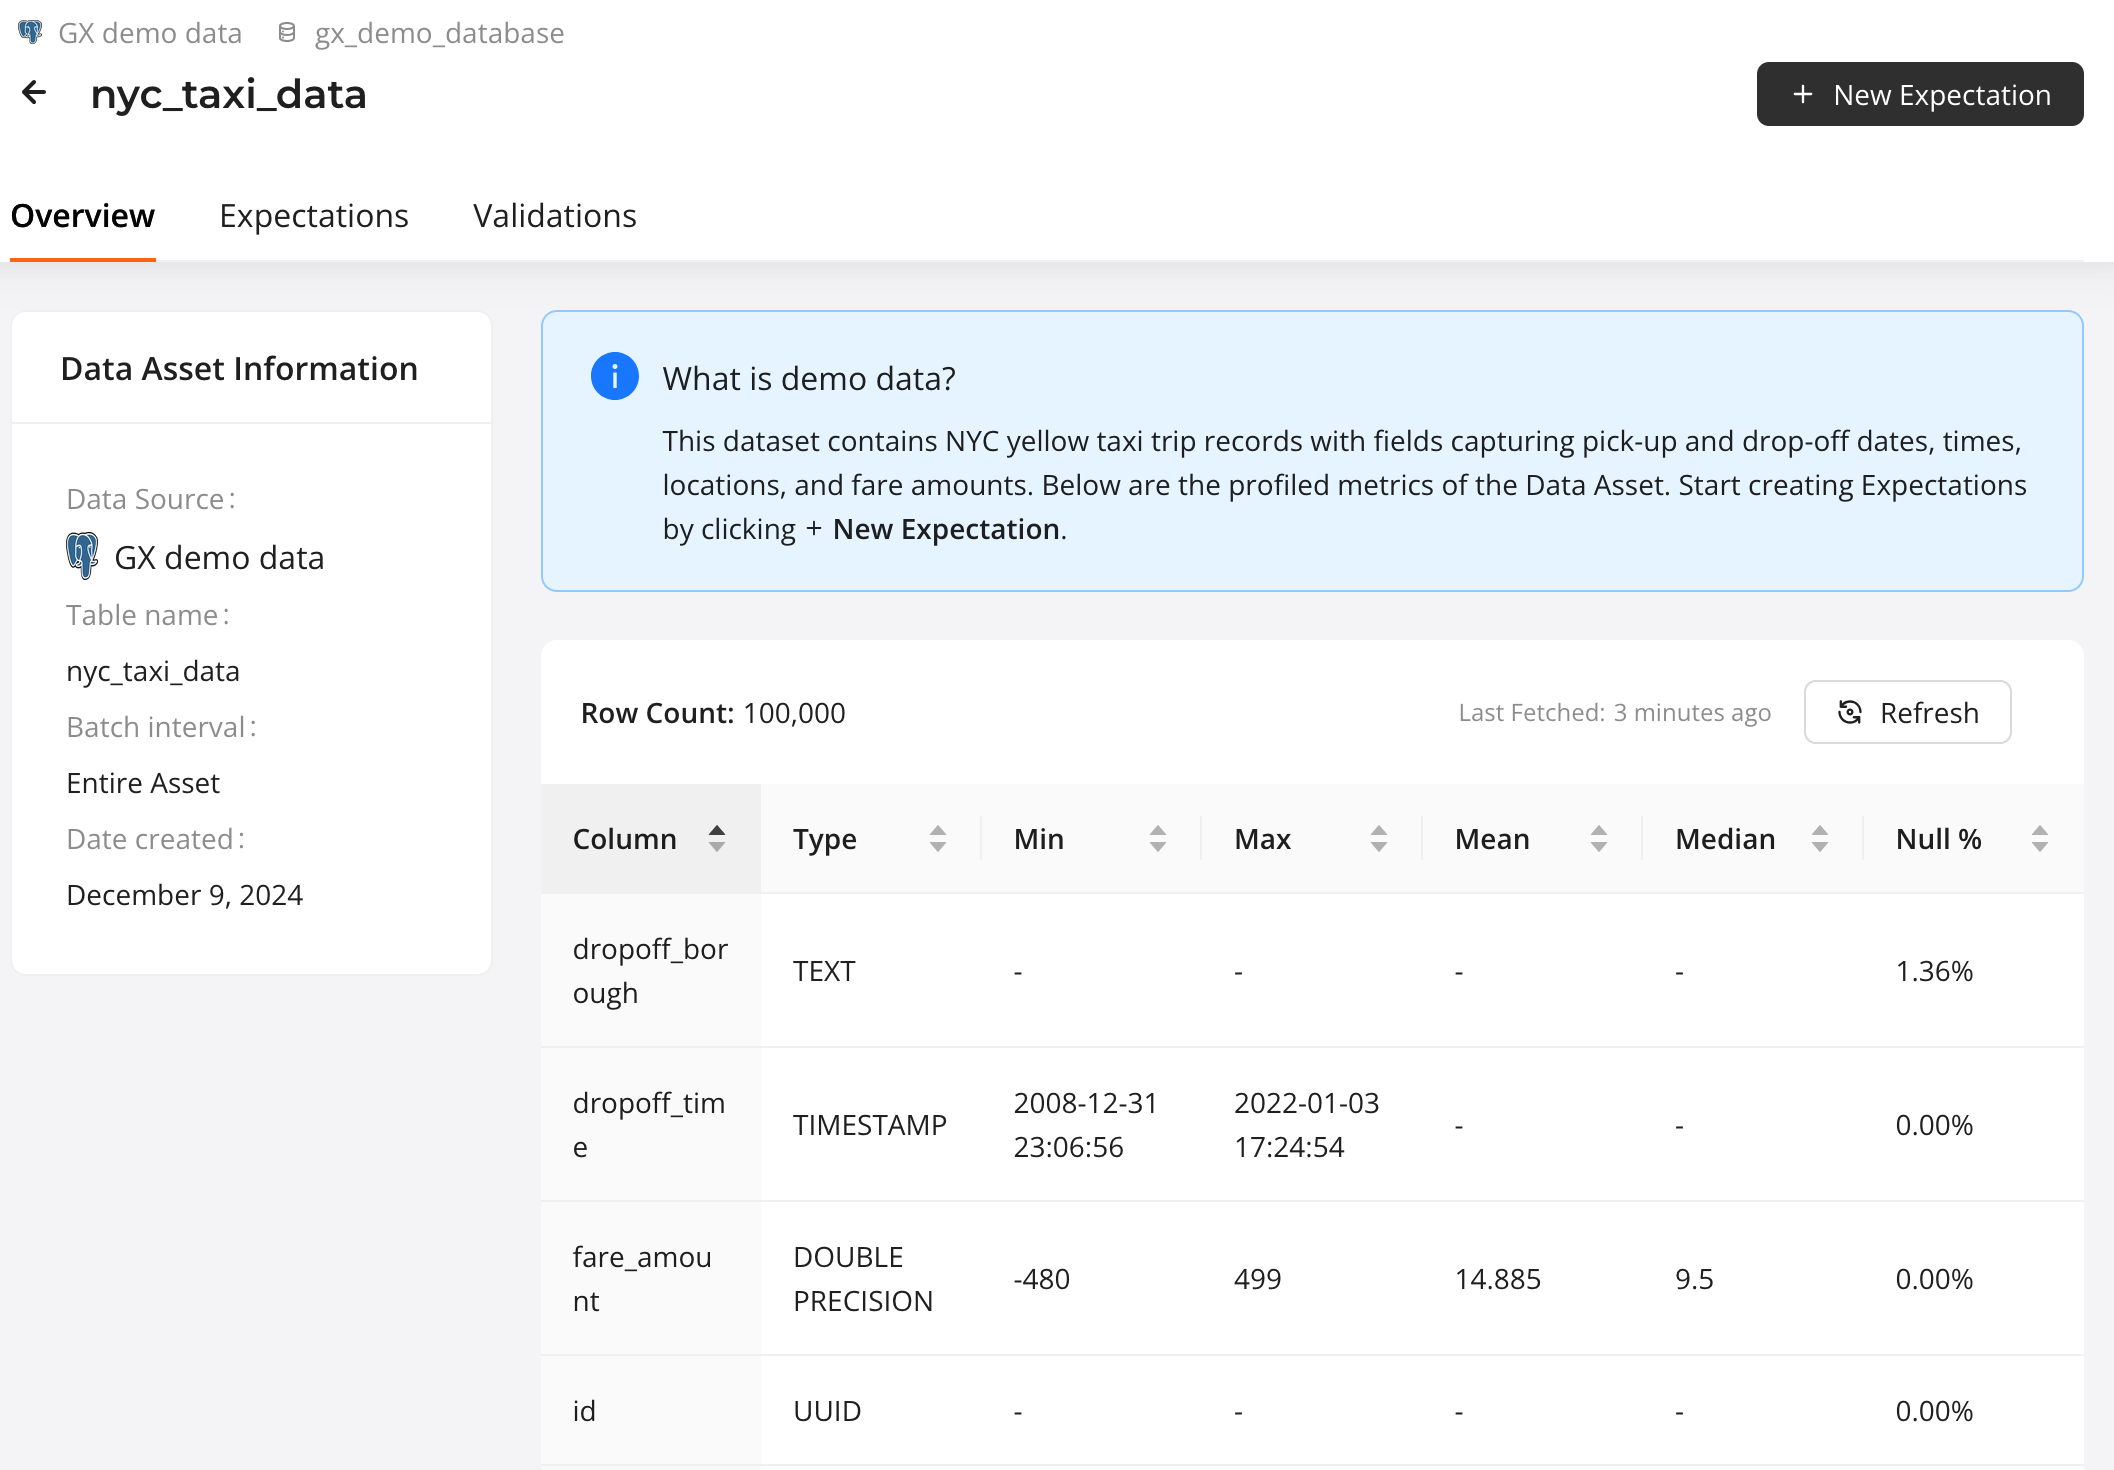 GX demo data gx_demo_database
nyc_taxi_data
+ New Expectation
Overview Expectations Validations
Data Asset Information
Data Source:
GX demo data
Table name:
nyc_taxi_data
Batch interval:
Entire Asset
Date created:
December 9, 2024
What is demo data?
This dataset contains NYC yellow taxi trip records with fields capturing pick-up and drop-off dates, times,
locations, and fare amounts. Below are the profiled metrics of the Data Asset. Start creating Expectations
by clicking + New Expectation.
Row Count: 100,000 Last Fetched: 3 minutes ago Refresh
Column Type Min Max Mean Median Null %
dropoff_bor
ough
TEXT - - - - 1.36%
dropoff_tim
e
TIMESTAMP
2008-12-31
23:06:56
2022-01-03
17:24:54
- - 0.00%
fare_amou
nt
DOUBLE
PRECISION
-480 499 14.885 9.5 0.00%
id UUID - - - - 0.00%